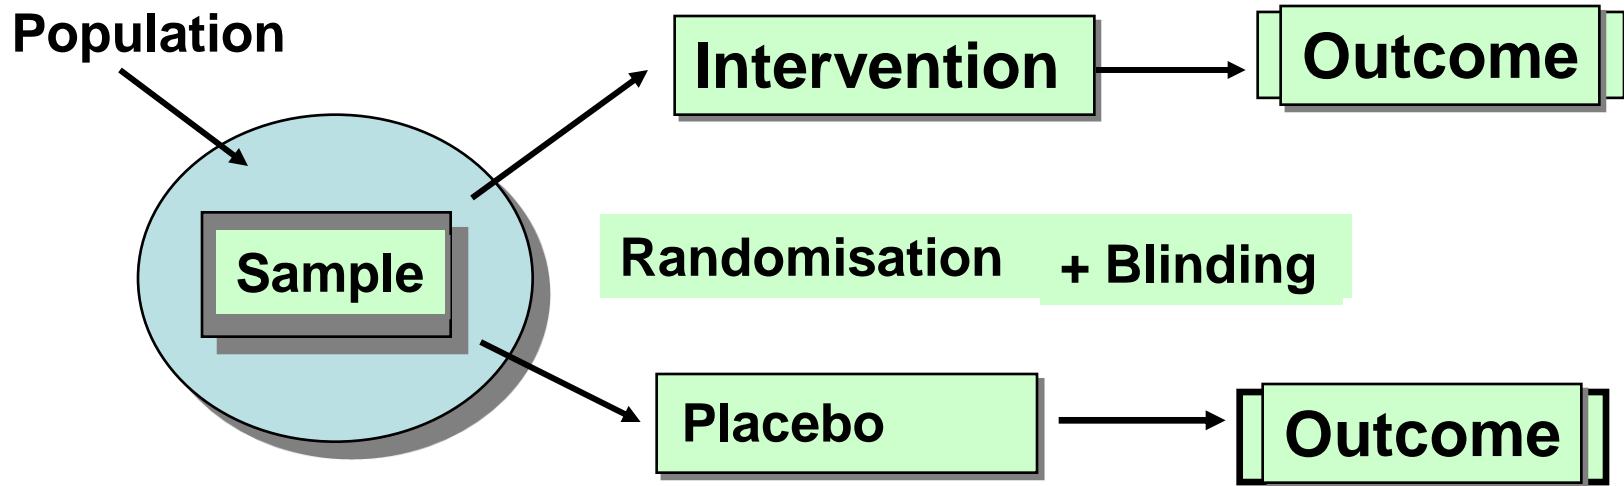 Population
Intervention
Outcome
Sample
Randomisation + Blinding
Placebo
Outcome